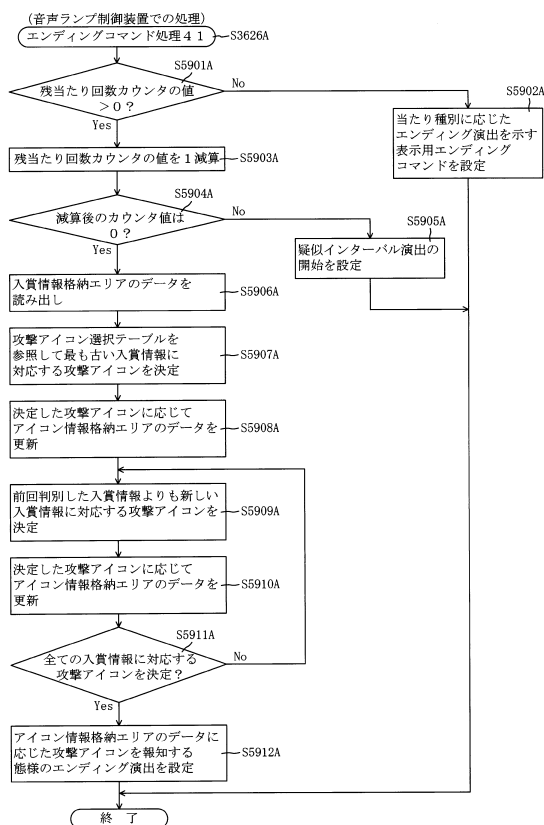 (音声ランプ制御装置での処理)
エンディングコマンド処理41
S3626A
S5901A
残当たり回数カウンタの値
>0?
No
Yes
S5902A
当たり種別に応じた
エンディング演出を示す
表示用エンディング
コマンドを設定
残当たり回数カウンタの値を1減算
S5903A
S5904A
減算後のカウンタ値は
0?
No
Yes
S5905A
疑似インターバル演出の
開始を設定
入賞情報格納エリアのデータを
読み出し
S5906A
攻撃アイコン選択テーブルを
参照して最も古い入賞情報に
対応する攻撃アイコンを決定
S5907A
決定した攻撃アイコンに応じて
アイコン情報格納エリアのデータを
更新
S5908A
前回判別した入賞情報よりも新しい
入賞情報に対応する攻撃アイコンを
決定
S5909A
決定した攻撃アイコンに応じて
アイコン情報格納エリアのデータを
更新
S5910A
S5911A
全ての入賞情報に対応する
攻撃アイコンを決定?
No
Yes
アイコン情報格納エリアのデータに
応じた攻撃アイコンを報知する
態様のエンディング演出を設定
S5912A
終 了